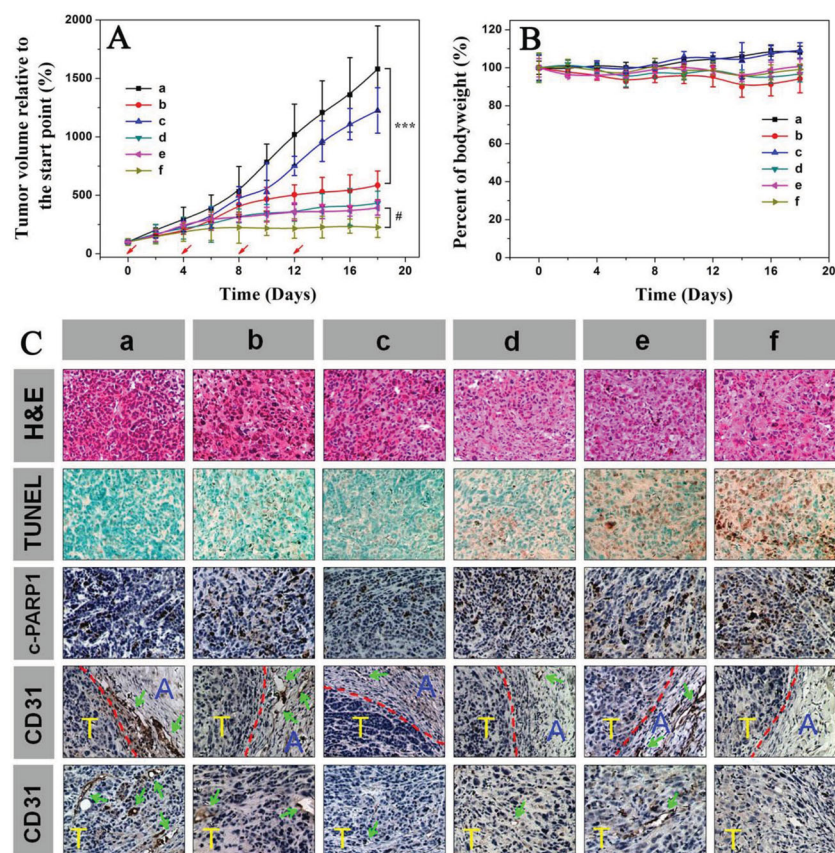 A
Tumor volume relative to
the start point (%)
2000
1500
1000
500
0
a
b
c
d
e
f
***
#
0 4 8 12 16 20
Time (Days)
B
Percent of bodyweight (%)
120
100
80
60
40
20
0
a
b
c
d
e
f
0 4 8 12 16 20
Time (Days)
C
a b c d e f
H&E
TUNEL
c-PARP1
CD31
T A T A T A T A T A T A
CD31
T T T T T T